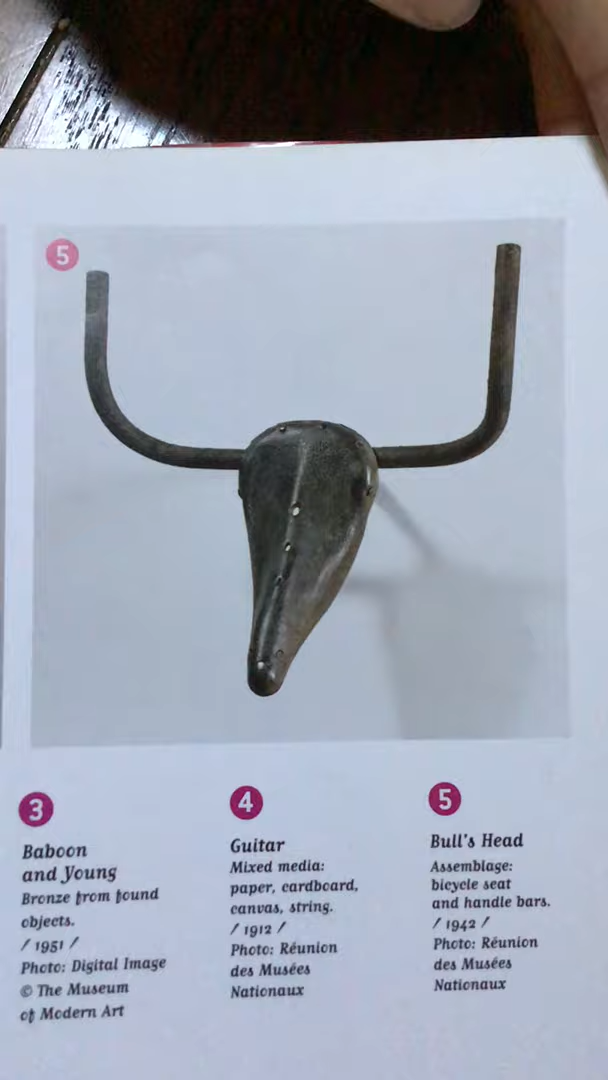 5
3
Baboon
and Young
Bronze from found
objects.
/ 1951 /
Photo: Digital Image
© The Museum
of Modern Art
4
Guitar
Mixed media:
paper, cardboard,
canvas, string.
/ 1912 /
Photo: Réunion
des Musées
Nationaux
5
Bull's Head
Assemblage:
bicycle seat
and handle bars.
/ 1942 /
Photo: Réunion
des Musées
Nationaux